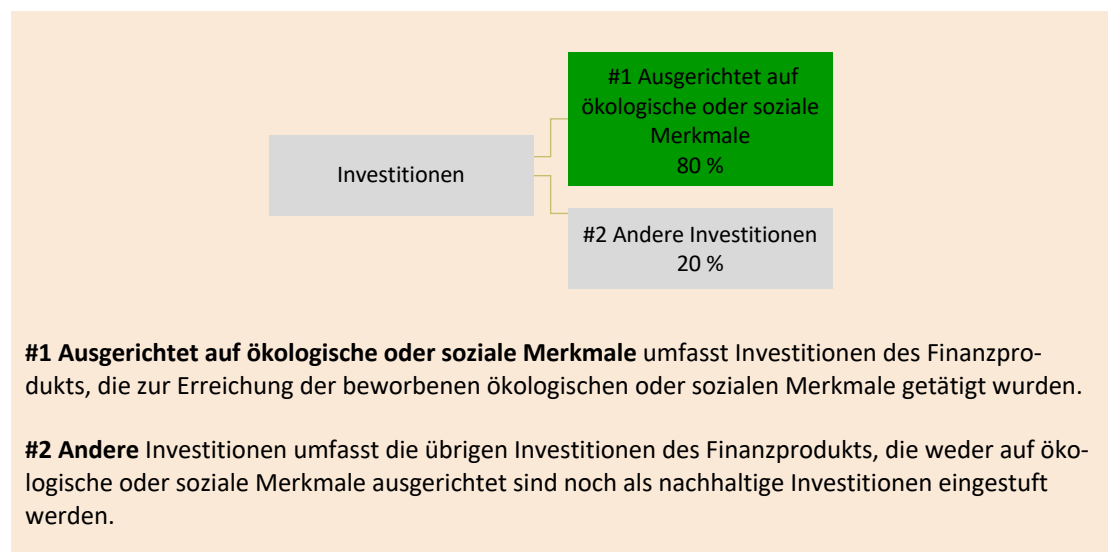 #1 Ausgerichtet auf
ökologische oder soziale
Merkmale
80 %
Investitionen
#2 Andere Investitionen
20 %
#1 Ausgerichtet auf ökologische oder soziale Merkmale umfasst Investitionen des Finanzpro-
dukts, die zur Erreichung der beworbenen ökologischen oder sozialen Merkmale getätigt wurden.
#2 Andere Investitionen umfasst die übrigen Investitionen des Finanzprodukts, die weder auf öko-
logische oder soziale Merkmale ausgerichtet sind noch als nachhaltige Investitionen eingestuft
werden.